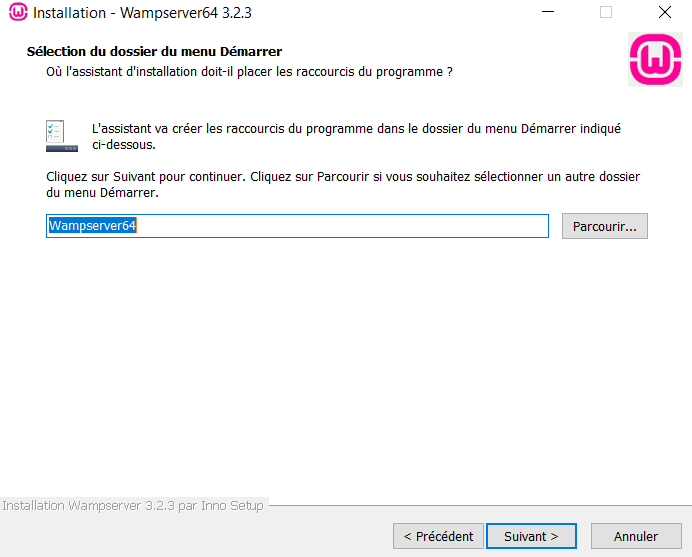 Installation - Wampserver64 3.2.3
Sélection du dossier du menu Démarrer
Où l'assistant d'installation doit-il placer les raccourcis du programme ?
L'assistant va créer les raccourcis du programme dans le dossier du menu Démarrer indiqué
ci-dessous.
Cliquez sur Suivant pour continuer. Cliquez sur Parcourir si vous souhaitez sélectionner un autre dossier
du menu Démarrer.
Wampserver64
Parcourir...
Installation Wampserver 3.2.3 par Inno Setup
< Précédent
Suivant >
Annuler